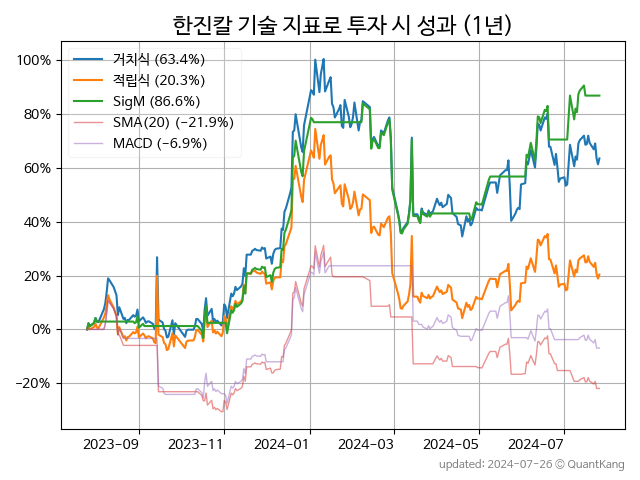 한진칼 기술 지표로 투자 시 성과 (1년)
100%
80%
60%
40%
20%
0%
−20%
거치식 (63.4%)
적립식 (20.3%)
SigM (86.6%)
SMA(20) (−21.9%)
MACD (−6.9%)
2023-09
2023-11
2024-01
2024-03
2024-05
2024-07
updated: 2024-07-26 © QuantKang